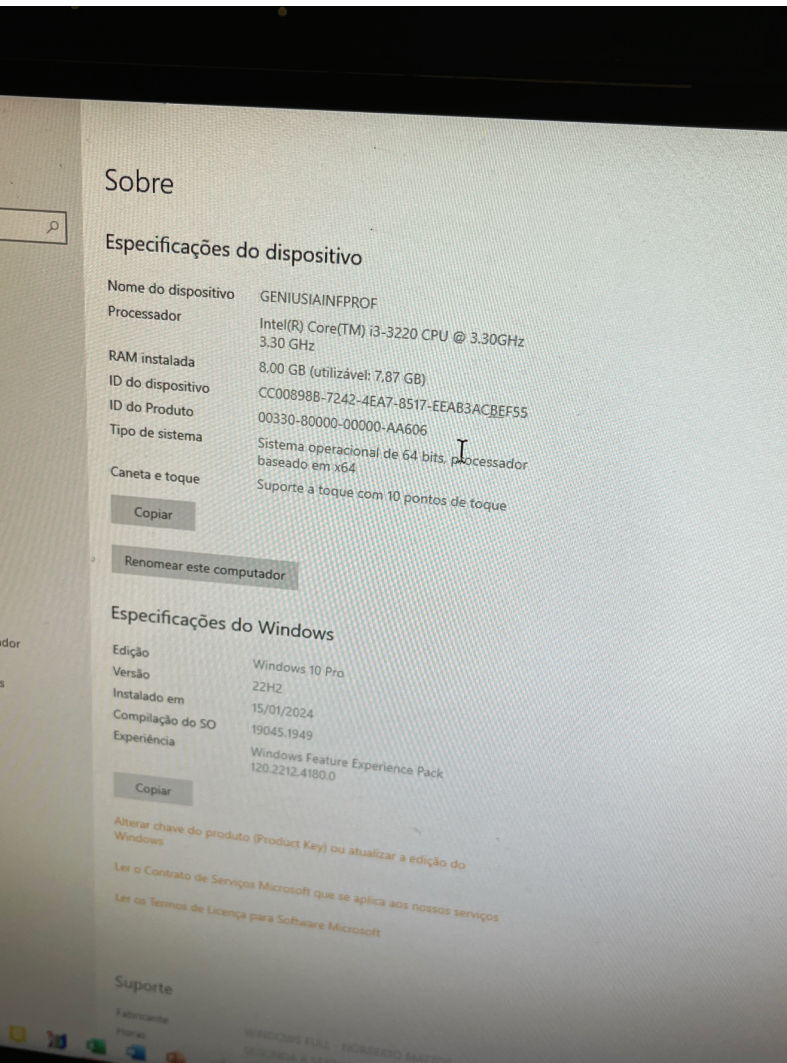 Sobre
Especificações do dispositivo
Nome do dispositivo GENIUSIAINFPROF
Processador Intel(R) Core(TM) i3-3220 CPU @ 3.30GHz
3.30 GHz
RAM instalada 8,00 GB (utilizável: 7,87 GB)
ID do dispositivo CC00898B-7242-4EA7-8517-EEAB3ACBEF55
ID do Produto 00330-80000-00000-AA606
Tipo de sistema Sistema operacional de 64 bits, processador
baseado em x64
Caneta e toque Suporte a toque com 10 pontos de toque
Copiar
Renomear este computador
Especificações do Windows
ador
s
Edição Windows 10 Pro
Versão 22H2
Instalado em 15/01/2024
Compilação do SO 19045.1949
Experiência Windows Feature Experience Pack
120.2212.4180.0
Copiar
Alterar chave do produto (Product Key) ou atualizar a edição do
Windows
Ler o Contrato de Serviços Microsoft que se aplica aos nossos serviços
Ler os Termos de Licença para Software Microsoft
Suporte
Fabricante WINDOWS FULL - NORBERTO
Horas SEGUNDA A